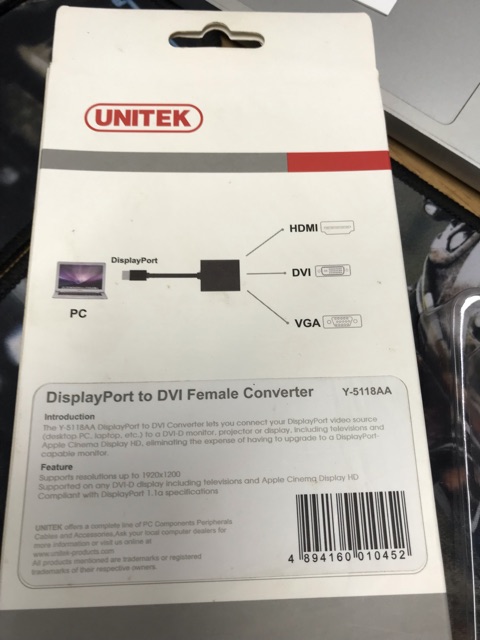 UNITEK
HDMI
DisplayPort
DVI
PC
VGA
DisplayPort to DVI Female Converter Y-5118AA
Introduction
The Y-5118AA DisplayPort to DVI Converter lets you connect your DisplayPort video source
(desktop PC, laptop, etc.) to a DVI-D monitor, projector or display. Including televisions and
Apple Cinema Display HD, eliminating the expense of having to upgrade to a DisplayPort-
capable monitor.
Feature
Supports resolutions up to 1920x1200
Supported on any DVI-D display including televisions and Apple Cinema Display HD
Compliant with DisplayPort 1.1a specifications
UNITEK offers a complete line of PC Components Peripherals
Cables and Accessories,Ask your local computer dealers for
more information or visit us online at
www.unitek-products.com
All products mentioned are trademarks or registered
trademarks of their respective owners.
4 894160 010452